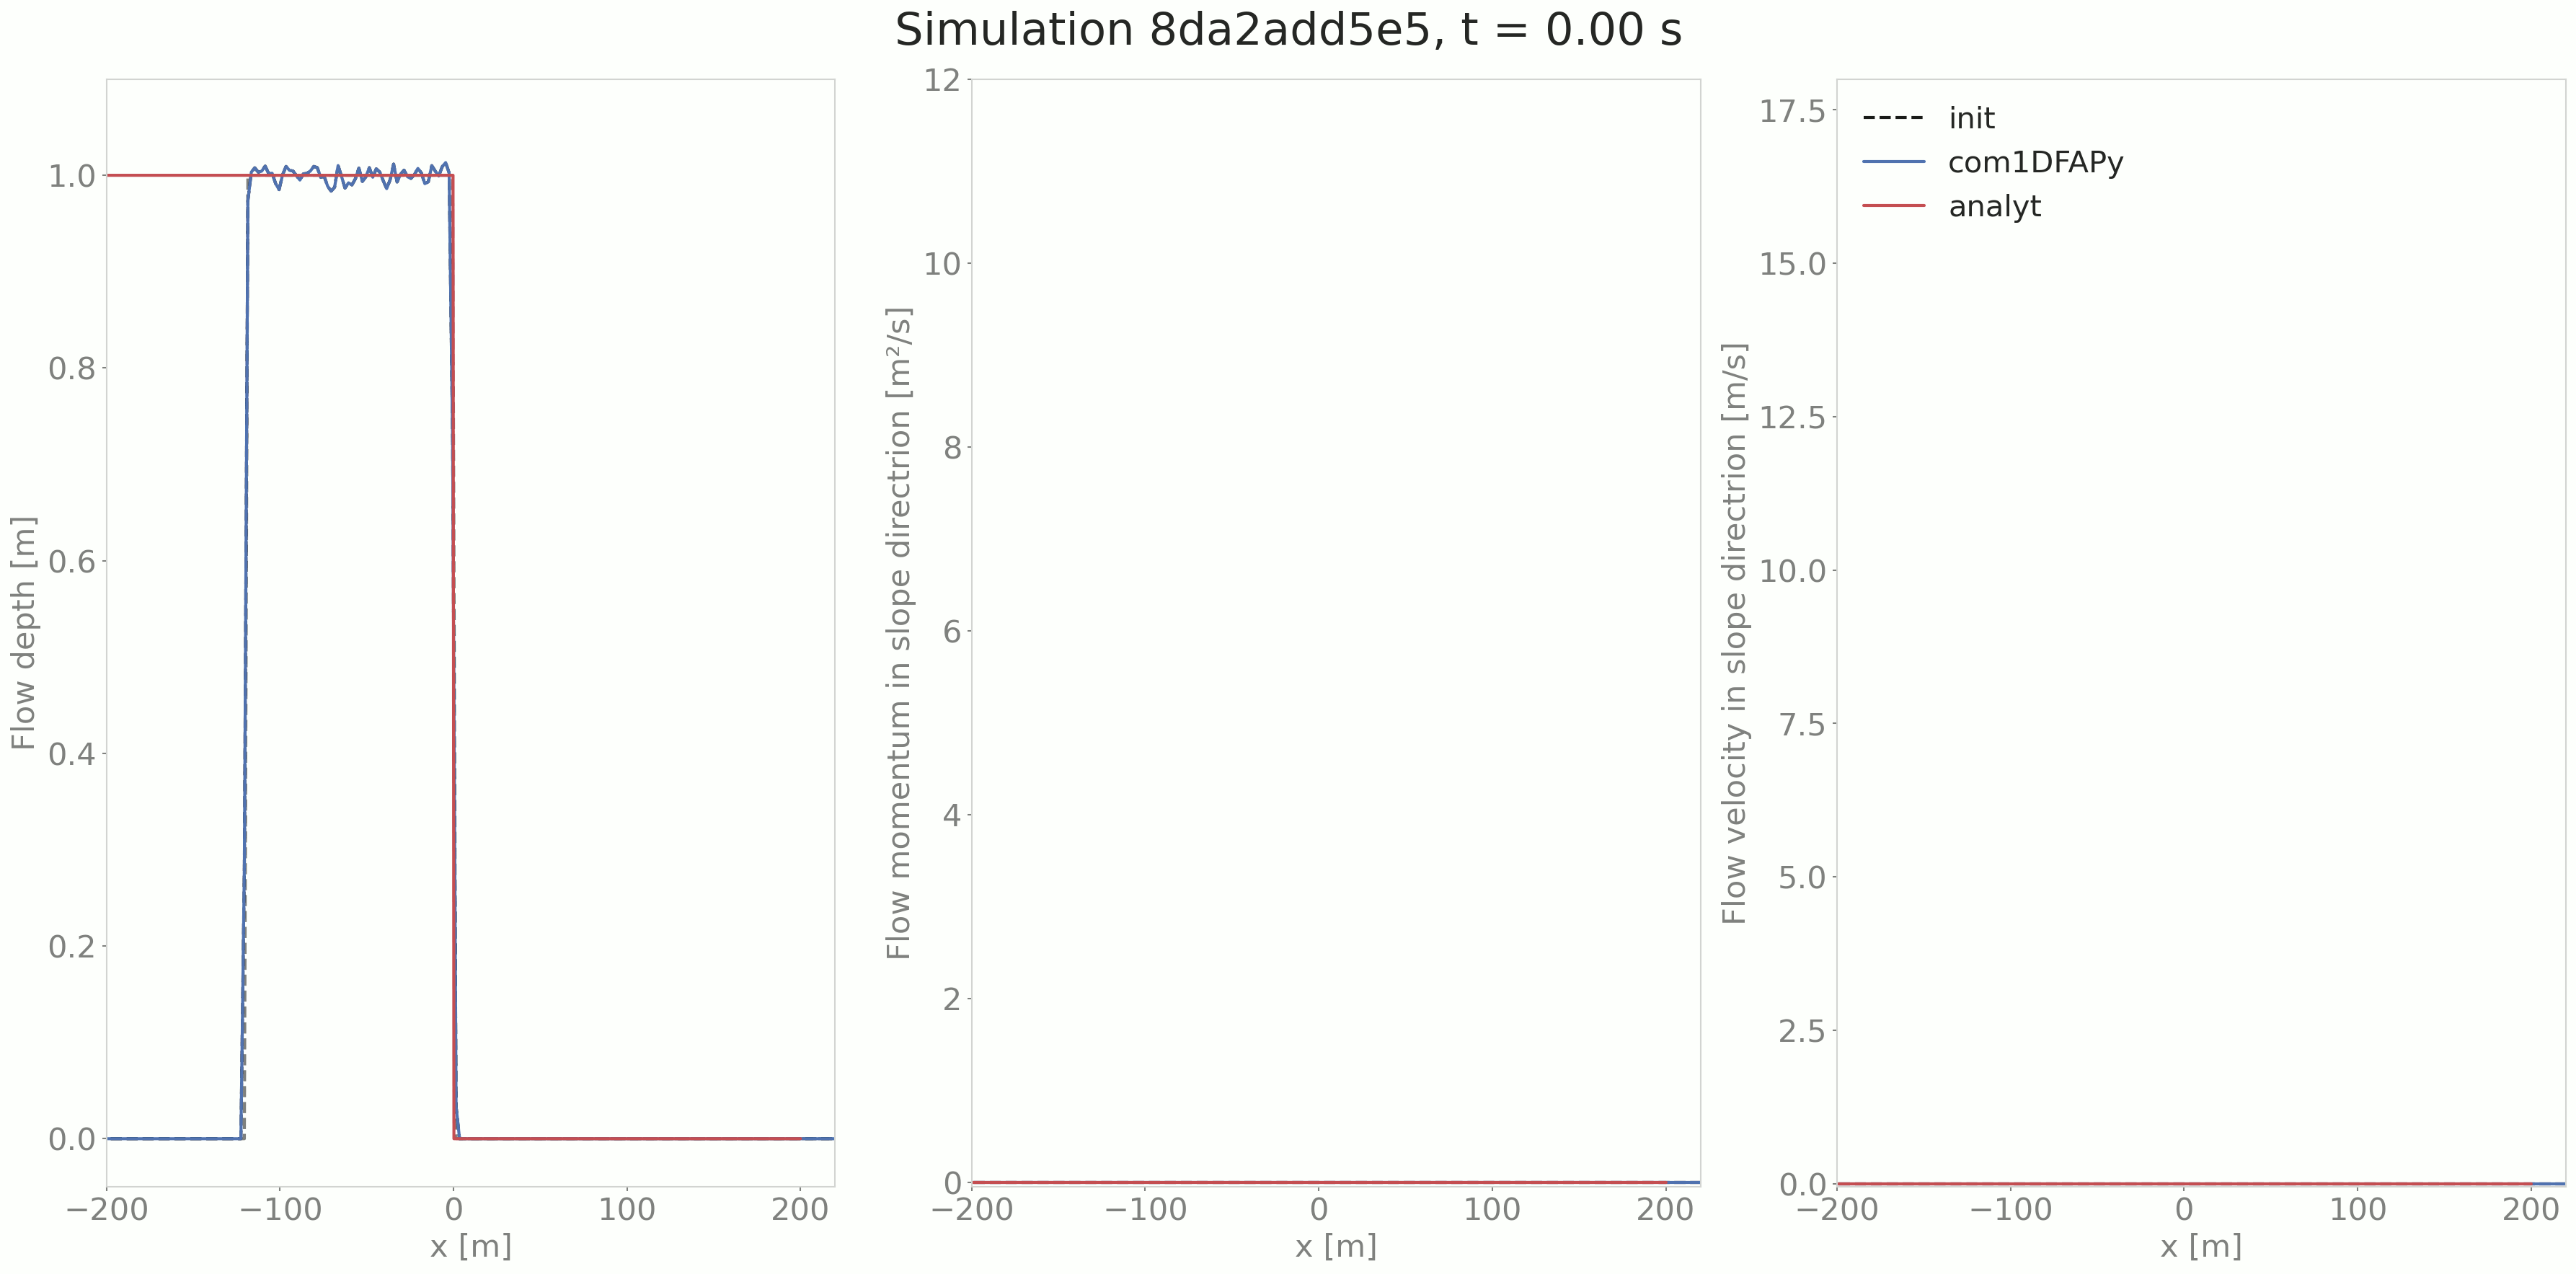 Simulation 8da2add5e5, t = 0.00 s
Flow depth [m]
1.0
0.8
0.6
0.4
0.2
0.0
−200 −100 0 100 200
x [m]
Flow momentum in slope directrion [m²/s]
12
10
8
6
4
2
0
−200 −100 0 100 200
x [m]
Flow velocity in slope directrion [m/s]
17.5
15.0
12.5
10.0
7.5
5.0
2.5
0.0
−200 −100 0 100 200
x [m]
init
com1DFAPy
analyt